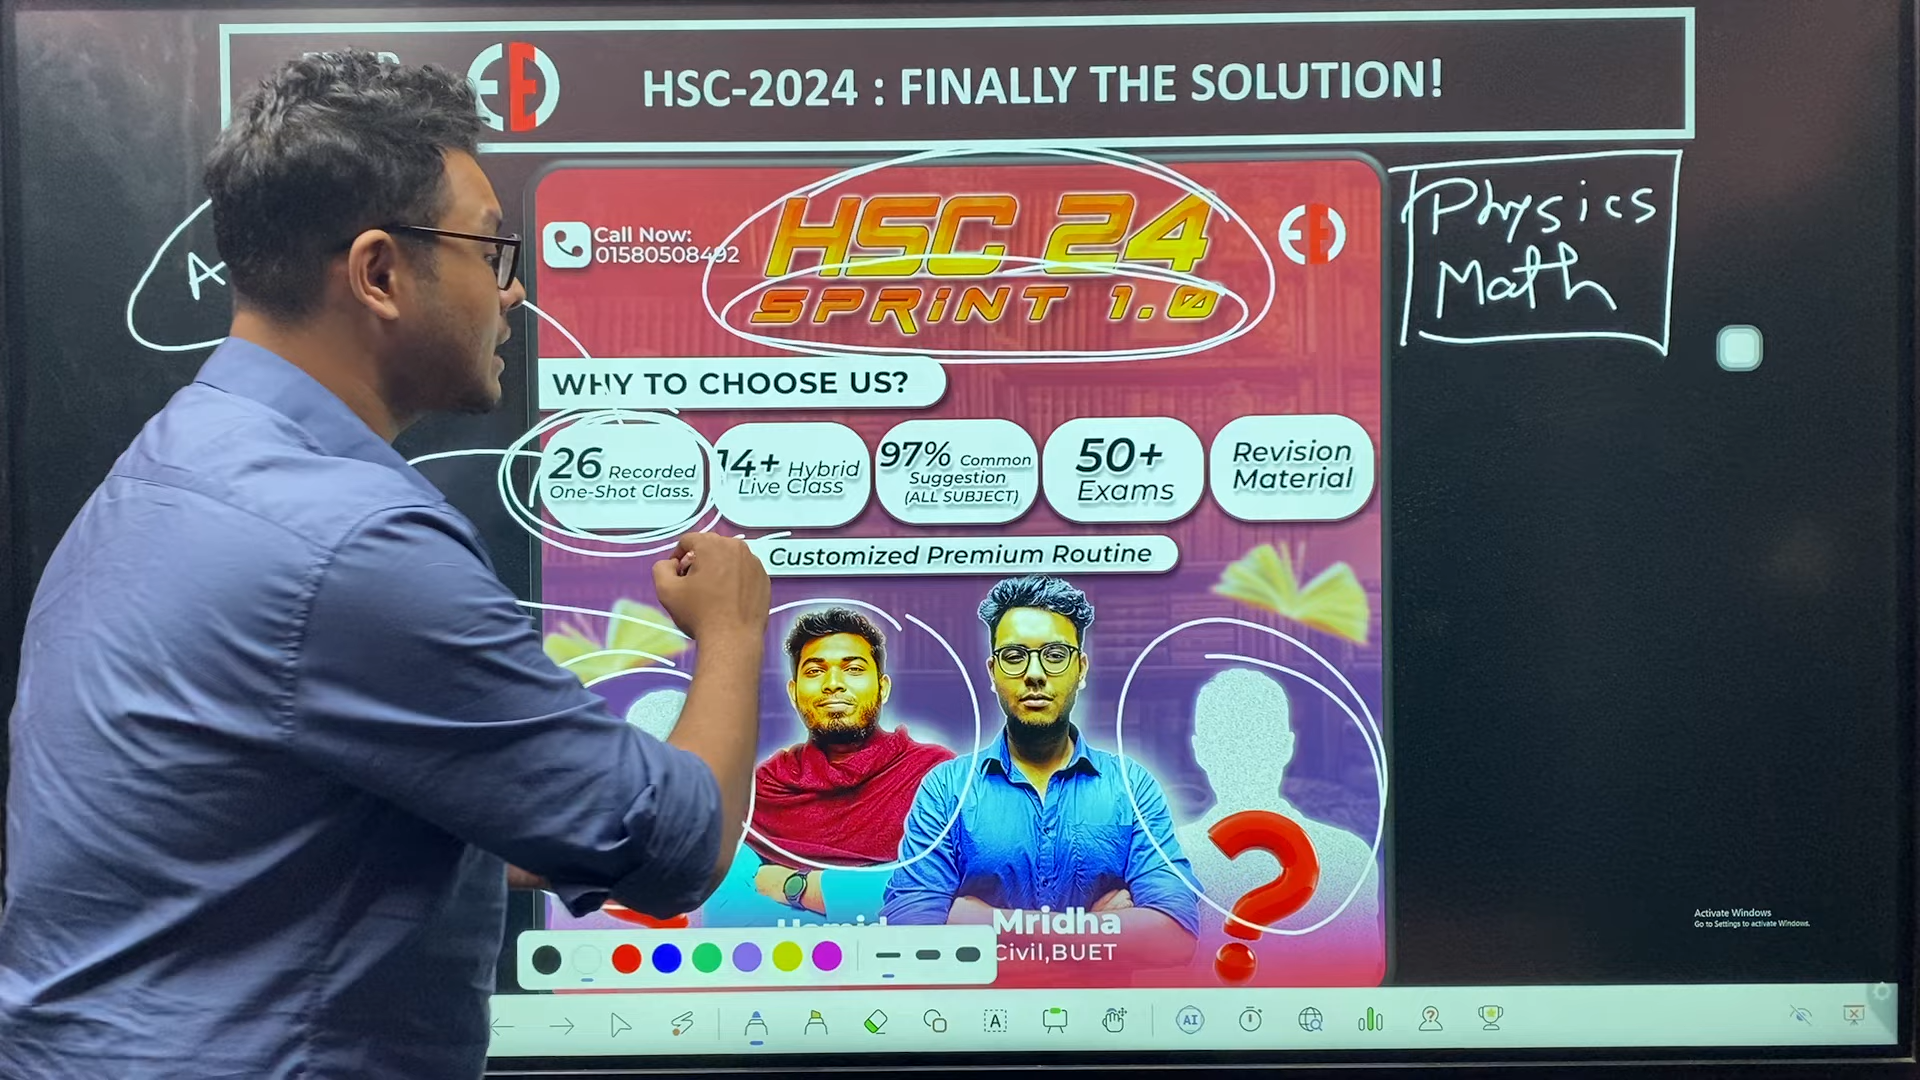 HSC-2024 : FINALLY THE SOLUTION!
Call Now:
01580508492
HSC 24
SPRINT 1.0
Physics
Math
A
WHY TO CHOOSE US?
26 Recorded
One-Shot Class.
14+ Hybrid
Live Class
97% Common
Suggestion
(ALL SUBJECT)
50+
Exams
Revision
Material
Customized Premium Routine
Hamid
Mridha
Civil,BUET
Activate Windows
Go to Settings to activate Windows.
A
AI